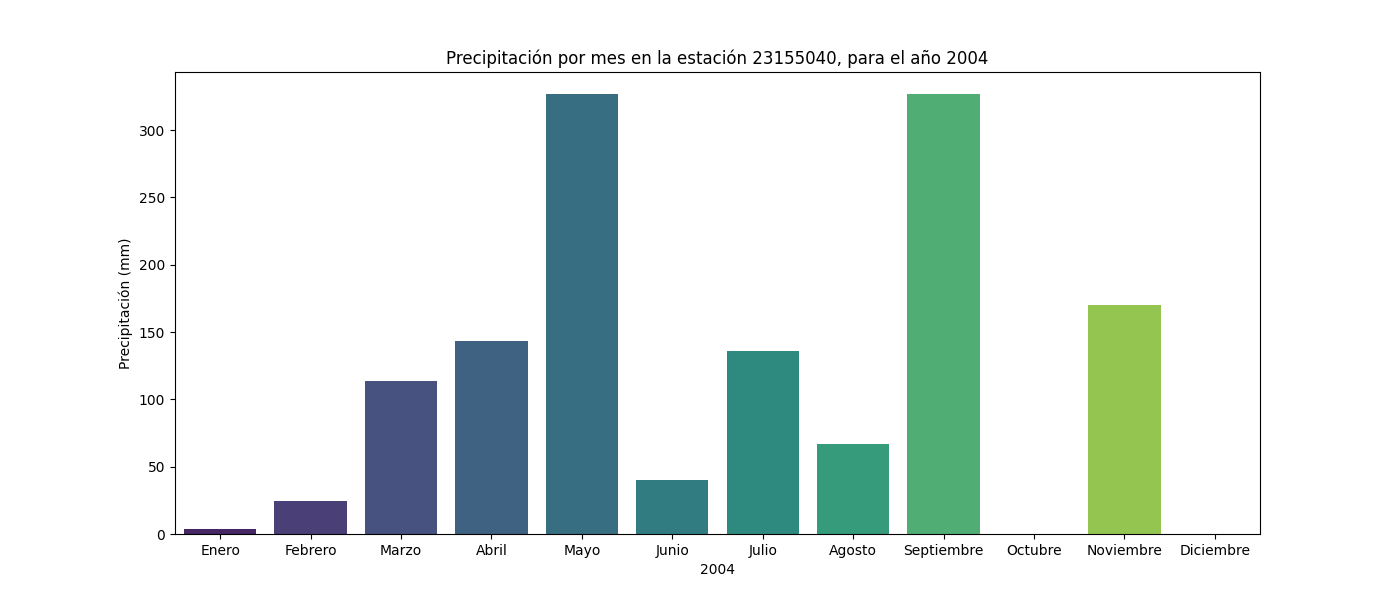 Precipitación por mes en la estación 23155040, para el año 2004
Precipitación (mm)
300
250
200
150
100
50
0
Enero Febrero Marzo Abril Mayo Junio Julio Agosto Septiembre Octubre Noviembre Diciembre
2004